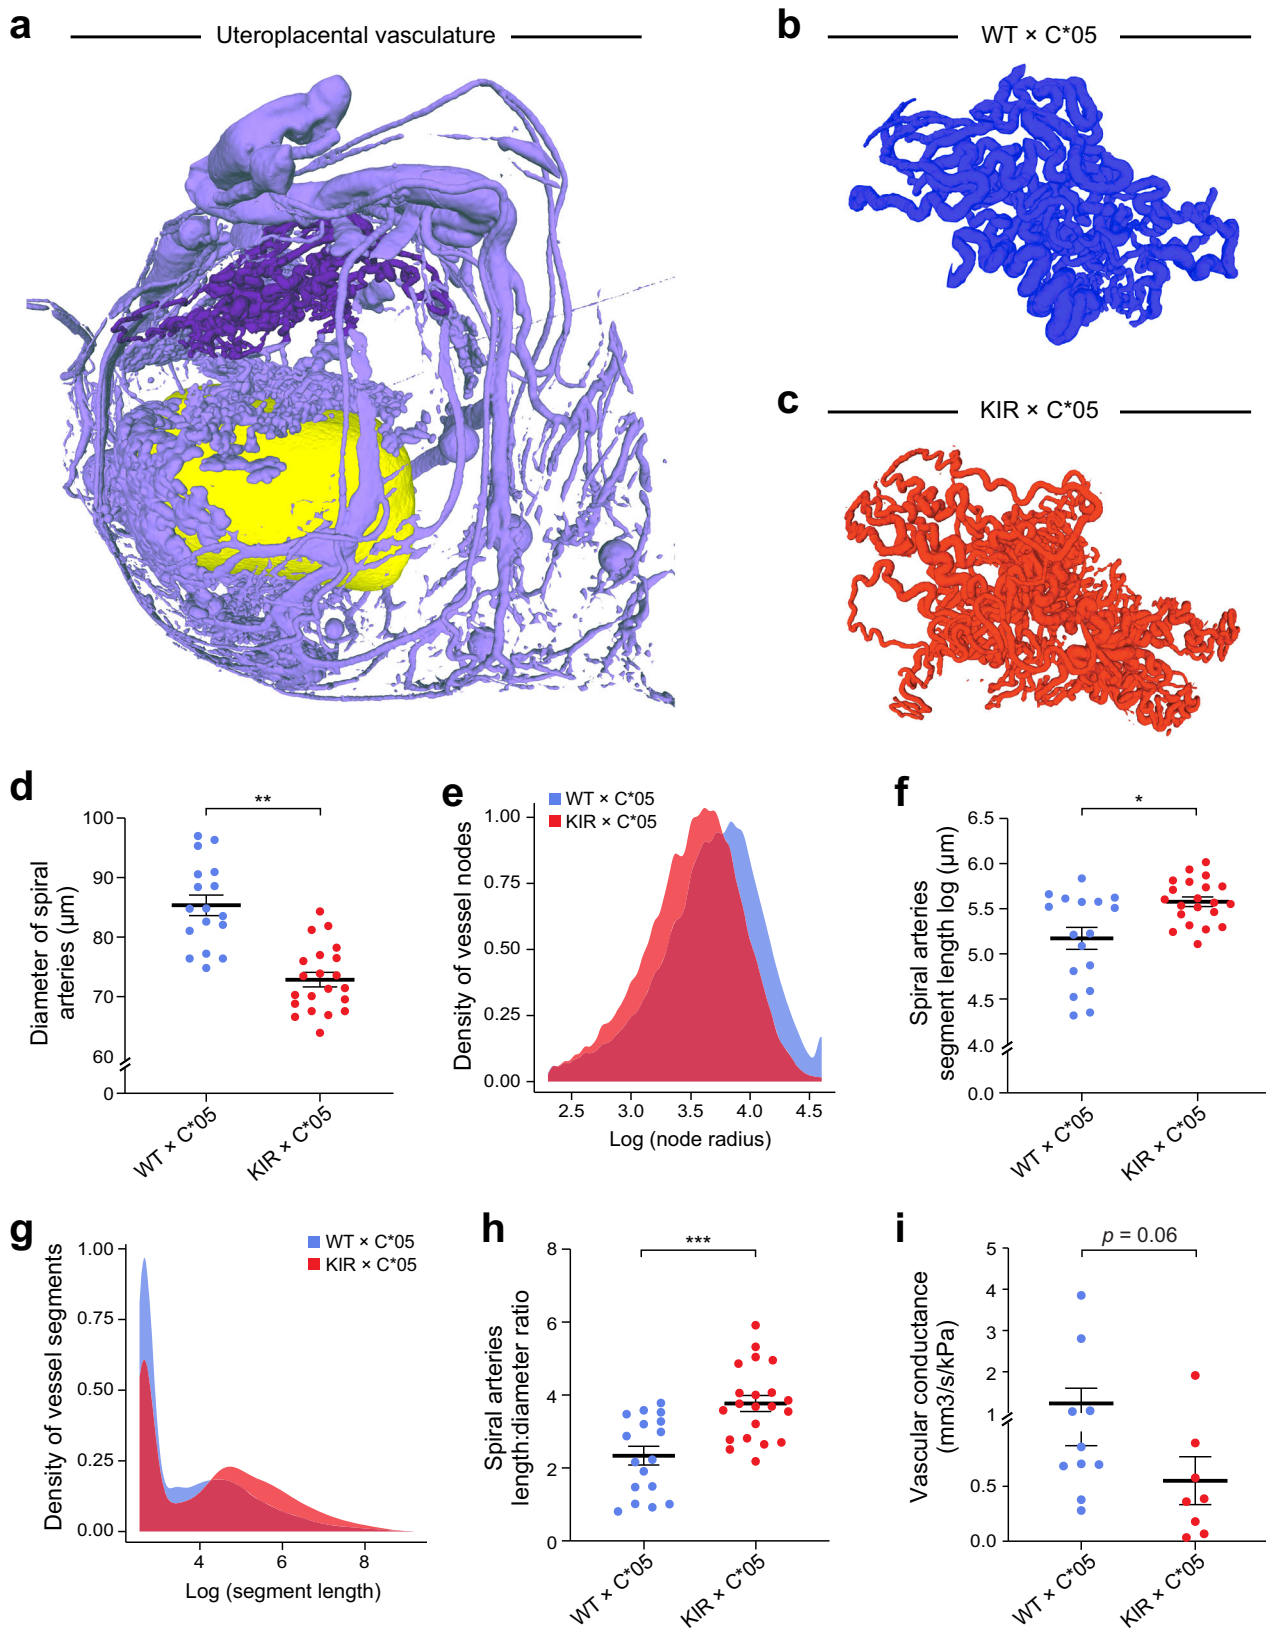 a
Uteroplacental vasculature
b
WT × C*05
c
KIR × C*05
d
Diameter of spiral
arteries (µm)
100
90
80
70
60
0
**
WT × C*05
KIR × C*05
e
Density of vessel nodes
1.00
0.75
0.50
0.25
0.00
WT × C*05
KIR × C*05
2.5 3.0 3.5 4.0 4.5
Log (node radius)
f
Spiral arteries
segment length log (µm)
6.5
6.0
5.5
5.0
4.5
4.0
0.0
*
WT × C*05
KIR × C*05
g
Density of vessel segments
1.00
0.75
0.50
0.25
0.00
WT × C*05
KIR × C*05
4 6 8
Log (segment length)
h
Spiral arteries
length:diameter ratio
8
6
4
2
0
***
WT × C*05
KIR × C*05
i
Vascular conductance
(mm3/s/kPa)
5
4
3
2
1
0.5
0.0
p = 0.06
WT × C*05
KIR × C*05